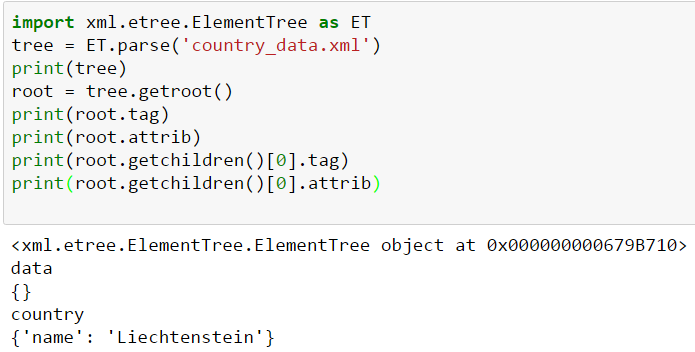 import xml.etree.ElementTree as ET
tree = ET.parse('country_data.xml')
print(tree)
root = tree.getroot()
print(root.tag)
print(root.attrib)
print(root.getchildren()[0].tag)
print(root.getchildren()[0].attrib)
<xml.etree.ElementTree.ElementTree object at 0x000000000679B710>
data
{}
country
{'name': 'Liechtenstein'}